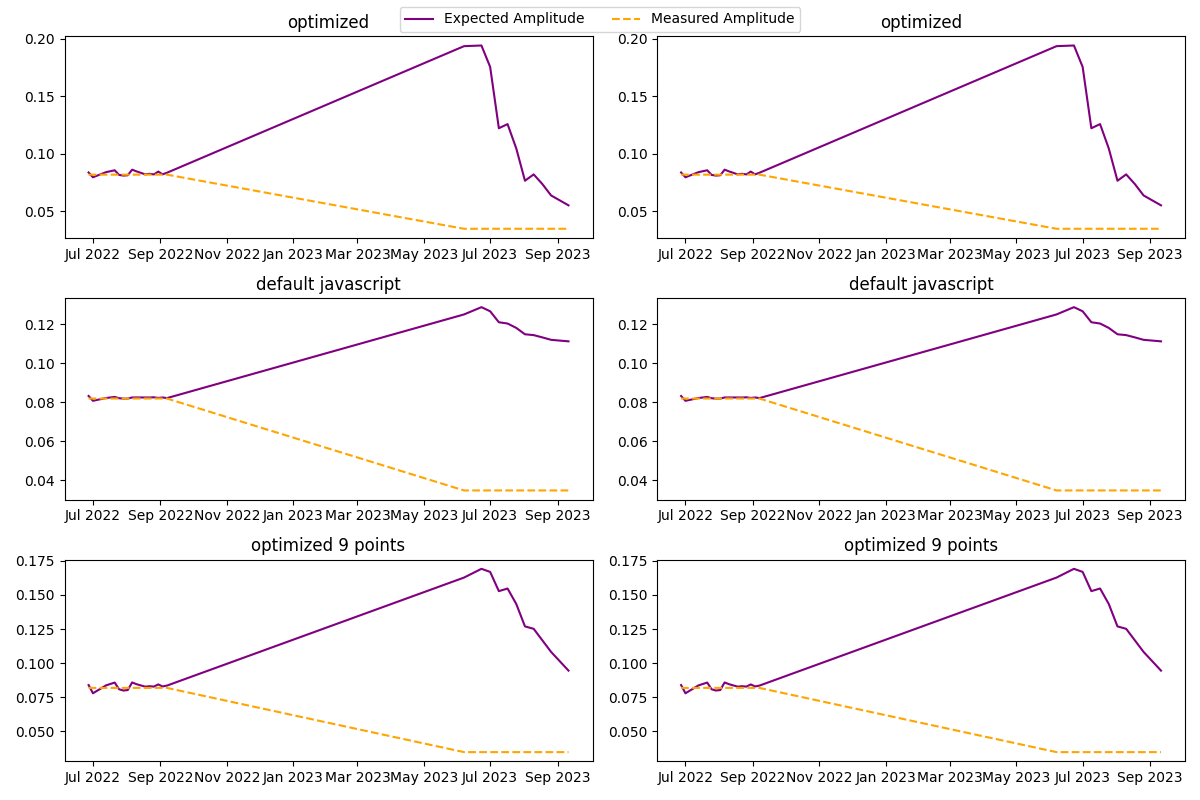 Expected Amplitude Measured Amplitude
optimized optimized
0.20 0.20
0.15 0.15
0.10 0.10
0.05 0.05
Jul 2022 Sep 2022 Nov 2022 Jan 2023 Mar 2023 May 2023 Jul 2023 Sep 2023 Jul 2022 Sep 2022 Nov 2022 Jan 2023 Mar 2023 May 2023 Jul 2023 Sep 2023
default javascript default javascript
0.12 0.12
0.10 0.10
0.08 0.08
0.06 0.06
0.04 0.04
Jul 2022 Sep 2022 Nov 2022 Jan 2023 Mar 2023 May 2023 Jul 2023 Sep 2023 Jul 2022 Sep 2022 Nov 2022 Jan 2023 Mar 2023 May 2023 Jul 2023 Sep 2023
optimized 9 points optimized 9 points
0.175 0.175
0.150 0.150
0.125 0.125
0.100 0.100
0.075 0.075
0.050 0.050
Jul 2022 Sep 2022 Nov 2022 Jan 2023 Mar 2023 May 2023 Jul 2023 Sep 2023 Jul 2022 Sep 2022 Nov 2022 Jan 2023 Mar 2023 May 2023 Jul 2023 Sep 2023